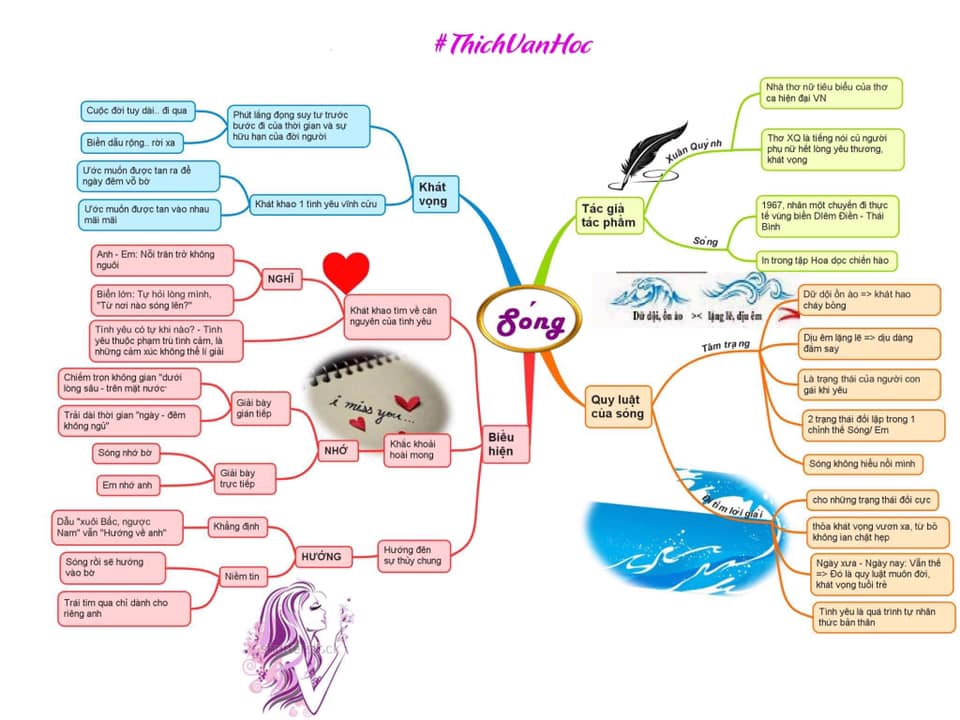 #ThichVanHoc
Sóng
Tác giả
tác phẩm
Xuân Quỳnh
Nhà thơ nữ tiêu biểu của thơ
ca hiện đại VN
Thơ XQ là tiếng nói củ người
phụ nữ hết lòng yêu thương,
khát vọng
Sóng
1967, nhân một chuyến đi thực
tế vùng biển Diêm Điền - Thái
Bình
In trong tập Hoa dọc chiến hào
Quy luật
của sóng
Dữ dội, ồn ào >< lặng lẽ, dịu êm
Tâm trạng
Dữ dội ồn ào => khát hao
cháy bỏng
Dịu êm lặng lẽ => dịu dàng
đằm say
Là trạng thái của người con
gái khi yêu
2 trạng thái đối lập trong 1
chỉnh thể Sóng/ Em
Sóng không hiểu nổi mình
Đi tìm lời giải
cho những trạng thái đối cực
thỏa khát vọng vươn xa, từ bỏ
không ian chật hẹp
Ngày xưa - Ngày nay: Vẫn thế
=> Đó là quy luật muôn đời,
khát vọng tuổi trẻ
Tình yêu là quá trình tự nhân
thức bản thân
Khát
vọng
Phút lắng đọng suy tư trước
bước đi của thời gian và sự
hữu hạn của đời người
Cuộc đời tuy dài.. đi qua
Biển dẫu rộng.. rời xa
Khát khao 1 tình yêu vĩnh cửu
Ước muốn được tan ra để
ngày đêm vỗ bờ
Ước muốn được tan vào nhau
mãi mãi
Biểu
hiện
Khát khao tìm về căn
nguyên của tình yêu
NGHĨ
Anh - Em: Nỗi trăn trở không
nguôi
Biển lớn: Tự hỏi lòng mình,
"Từ nơi nào sóng lên?"
Tình yêu có tự khi nào? - Tình
yêu thuộc phạm trù tình cảm, là
những cảm xúc không thể lí giải
i miss you...
Khắc khoải
hoài mong
NHỚ
Giải bày
gián tiếp
Chiếm trọn không gian "dưới
lòng sâu - trên mặt nước"
Trải dài thời gian "ngày - đêm
không ngủ"
Giải bày
trực tiếp
Sóng nhớ bờ
Em nhớ anh
Hướng đến
sự thủy chung
HƯỚNG
Khẳng định
Dẫu "xuôi Bắc, ngược
Nam" vẫn "Hướng về anh"
Niềm tin
Sóng rồi sẽ hướng
vào bờ
Trái tim qua chỉ dành cho
riêng anh